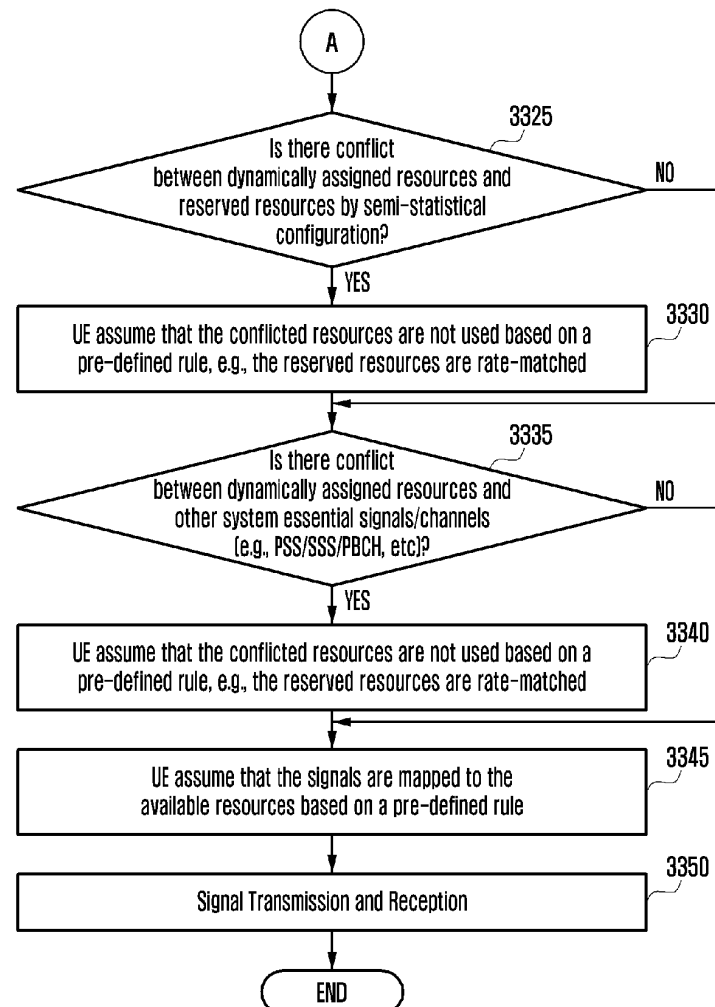 A
3325
Is there conflict
between dynamically assigned resources and
reserved resources by semi-statistical
configuration?
NO
YES
3330
UE assume that the conflicted resources are not used based on a
pre-defined rule, e.g., the reserved resources are rate-matched
3335
Is there conflict
between dynamically assigned resources and
other system essential signals/channels
(e.g., PSS/SSS/PBCH, etc)?
NO
YES
3340
UE assume that the conflicted resources are not used based on a
pre-defined rule, e.g., the reserved resources are rate-matched
3345
UE assume that the signals are mapped to the
available resources based on a pre-defined rule
3350
Signal Transmission and Reception
END